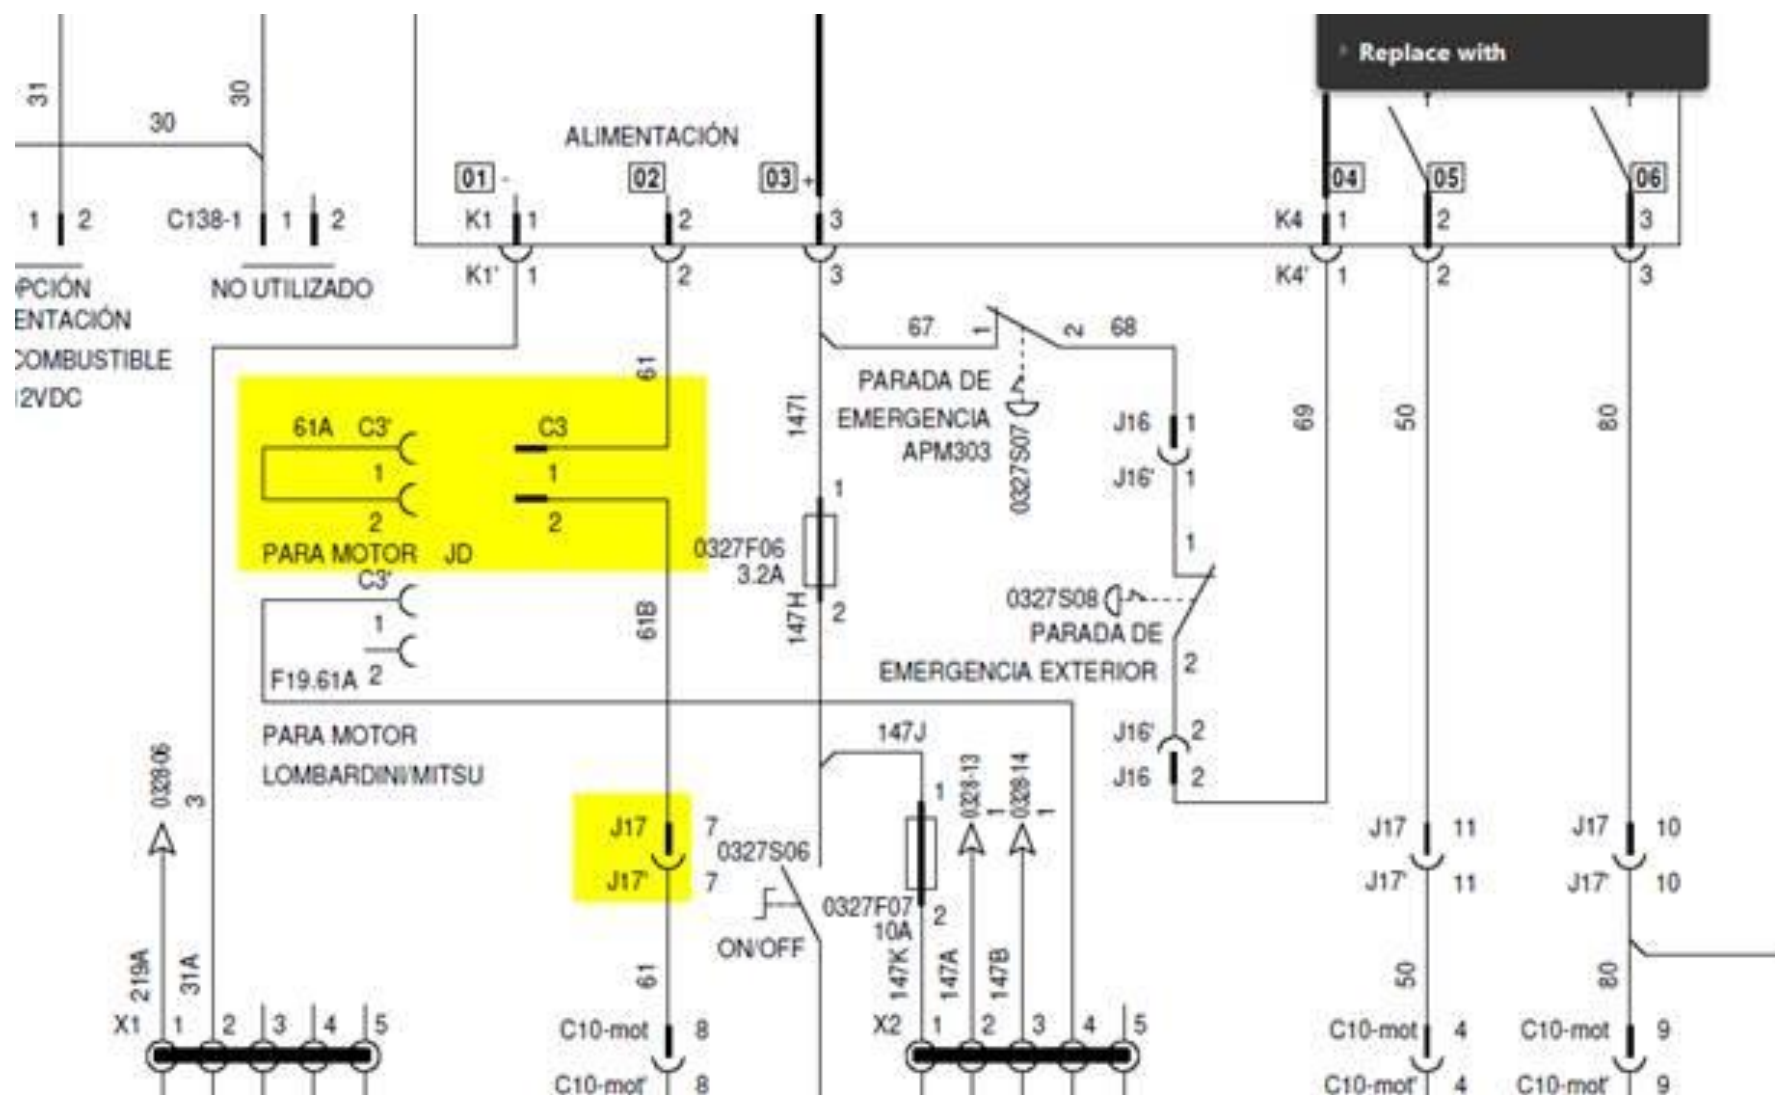 Replace with
31
30
30
ALIMENTACIÓN
01 -
02
03 +
04
05
06
1 2
C138-1 1 2
K1 1
2
3
K4 1
2
3
PCIÓN
NO UTILIZADO
K1' 1
2
3
K4' 1
2
3
ENTACIÓN
COMBUSTIBLE
12VDC
67 1 2 68
61
PARADA DE
EMERGENCIA
APM303
0327S07
147I
J16 1
J16' 1
69
50
80
61A C3' C3
1 1
2 2
PARA MOTOR JD
C3'
1
2
F19.61A
PARA MOTOR
LOMBARDINI/MITSU
61B
1
0327F06
3.2A
2
147H
1
0327S08
PARADA DE
EMERGENCIA EXTERIOR
2
J16' 2
J16 2
147J
0328-06
3
0328-13
1
0328-14
1
J17 7
J17' 7
0327S06
ON/OFF
1
0327F07
10A
2
J17 11
J17' 11
J17 10
J17' 10
219A
31A
61
147K
147A
147B
50
80
X1 1 2 3 4 5
C10-mot 8
C10-mot' 8
X2 1 2 3 4 5
C10-mot 4
C10-mot' 4
C10-mot 9
C10-mot' 9